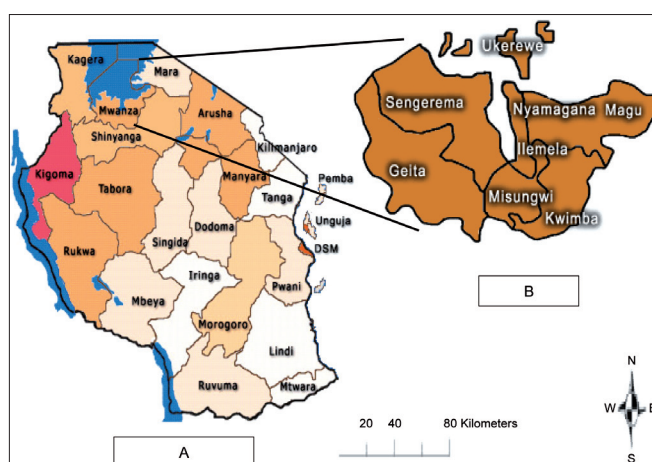 Kagera
Mara
Mwanza
Arusha
Shinyanga
Kilimanjaro
Kigoma
Tabora
Manyara
Pemba
Tanga
Unguja
Dodoma
Singida
DSM
Rukwa
Iringa
Pwani
Mbeya
Morogoro
Lindi
Ruvuma
Mtwara
A
Ukerewe
Sengerema
Nyamagana
Magu
Ilemela
Geita
Misungwi
Kwimba
B
20 40 80 Kilometers
N
W E
S